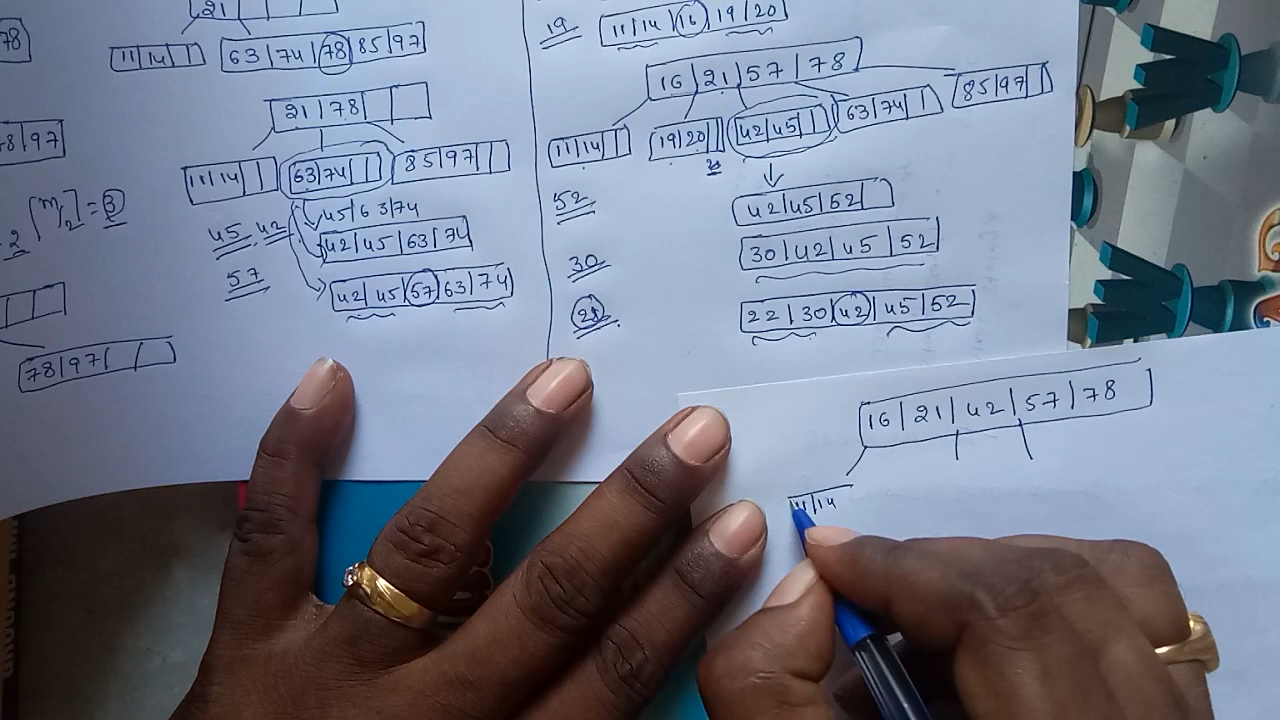 21
78
11 | 14 |
63 | 74 | 78 | 85 | 97
21 | 78 | |
78 | 97
11 | 14 | |
63 | 74 | |
85 | 97 | |
2 ⌈m/2⌉ = 3
45, 42
45 | 63 | 74
42 | 45 | 63 | 74
57
42 | 45 | 57 | 63 | 74
78 | 97 | |
19
11 | 14 | 16 | 19 | 20
16 | 21 | 57 | 78
11 | 14 | |
19 | 20 | |
42 | 45 | |
63 | 74 | |
85 | 97 | |
52
42 | 45 | 52 |
30
30 | 42 | 45 | 52
22 | 30 | 42 | 45 | 52
16 | 21 | 42 | 57 | 78
11 | 14